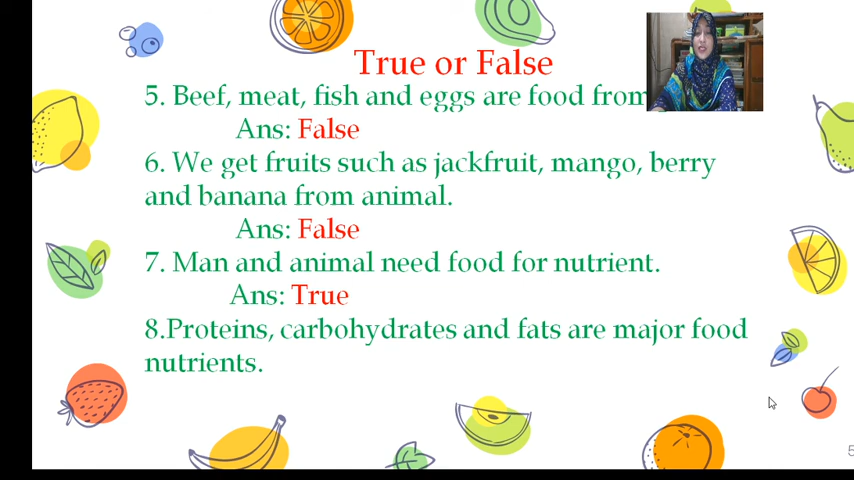 True or False
5. Beef, meat, fish and eggs are food from
Ans: False
6. We get fruits such as jackfruit, mango, berry
and banana from animal.
Ans: False
7. Man and animal need food for nutrient.
Ans: True
8.Proteins, carbohydrates and fats are major food
nutrients.
5